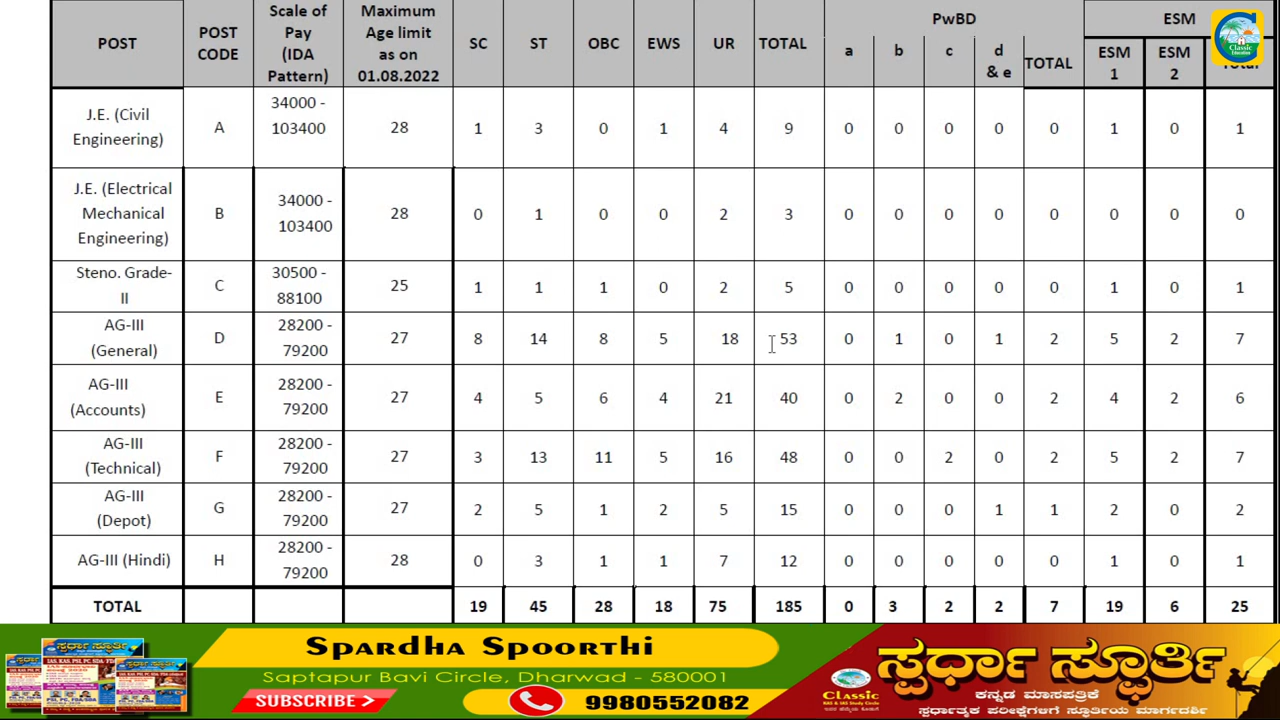 POST POST CODE Scale of Pay (IDA Pattern) Maximum Age limit as on 01.08.2022 SC ST OBC EWS UR TOTAL PwBD ESM
a b c d & e TOTAL ESM 1 ESM 2 Total
J.E. (Civil Engineering) A 34000 - 103400 28 1 3 0 1 4 9 0 0 0 0 0 1 0 1
J.E. (Electrical Mechanical Engineering) B 34000 - 103400 28 0 1 0 0 2 3 0 0 0 0 0 0 0 0
Steno. Grade-II C 30500 - 88100 25 1 1 1 0 2 5 0 0 0 0 0 1 0 1
AG-III (General) D 28200 - 79200 27 8 14 8 5 18 53 0 1 0 1 2 5 2 7
AG-III (Accounts) E 28200 - 79200 27 4 5 6 4 21 40 0 2 0 0 2 4 2 6
AG-III (Technical) F 28200 - 79200 27 3 13 11 5 16 48 0 0 2 0 2 5 2 7
AG-III (Depot) G 28200 - 79200 27 2 5 1 2 5 15 0 0 0 1 1 2 0 2
AG-III (Hindi) H 28200 - 79200 28 0 3 1 1 7 12 0 0 0 0 0 1 0 1
TOTAL 19 45 28 18 75 185 0 3 2 2 7 19 6 25
Classic
Education
Spardha Spoorthi
Saptapur Bavi Circle, Dharwad - 580001
SUBSCRIBE 9980552082
Classic
ಸ್ಪರ್ಧಾ ಸ್ಫೂರ್ತಿ
ಕನ್ನಡ ಮಾಸಪತ್ರಿಕೆ
ಸ್ಪರ್ಧಾತ್ಮಕ ಪರೀಕ್ಷೆಗಳಿಗೆ ಸ್ಫೂರ್ತಿಯ ಮಾರ್ಗದರ್ಶಿ